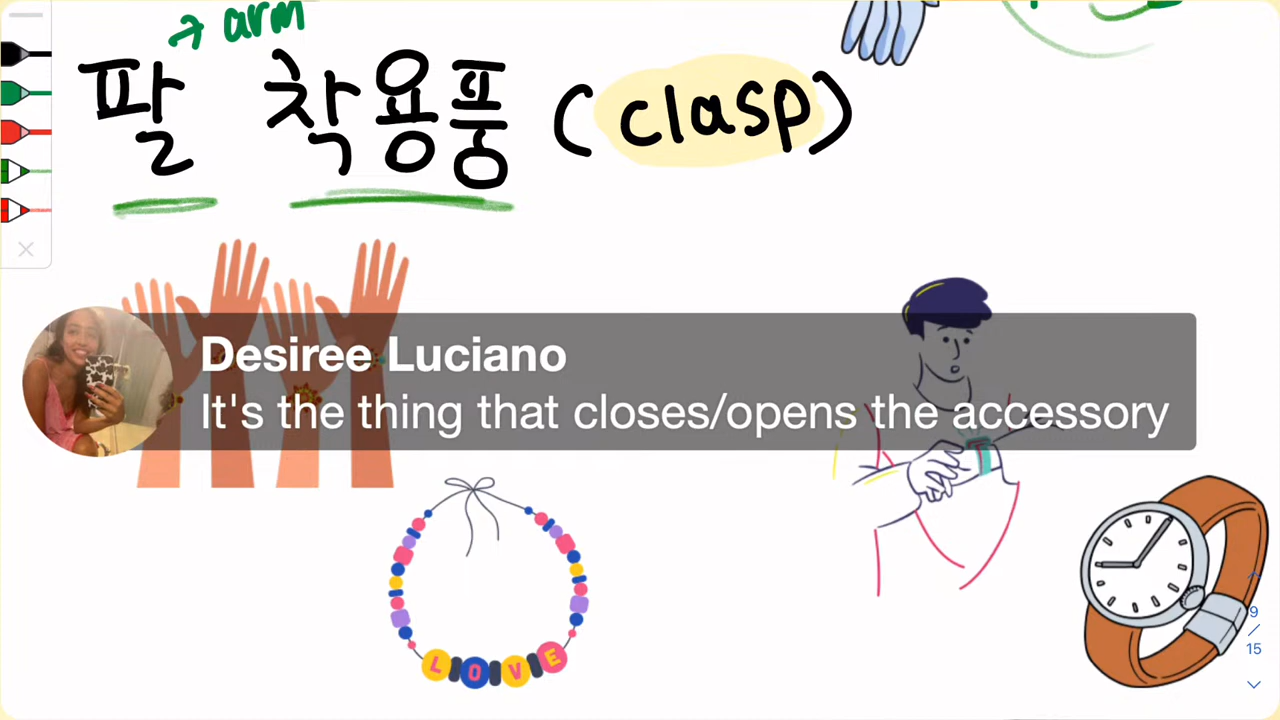 → arm
팔 착용품 (clasp)
Desiree Luciano
It's the thing that closes/opens the accessory
LOVE
9
/
15